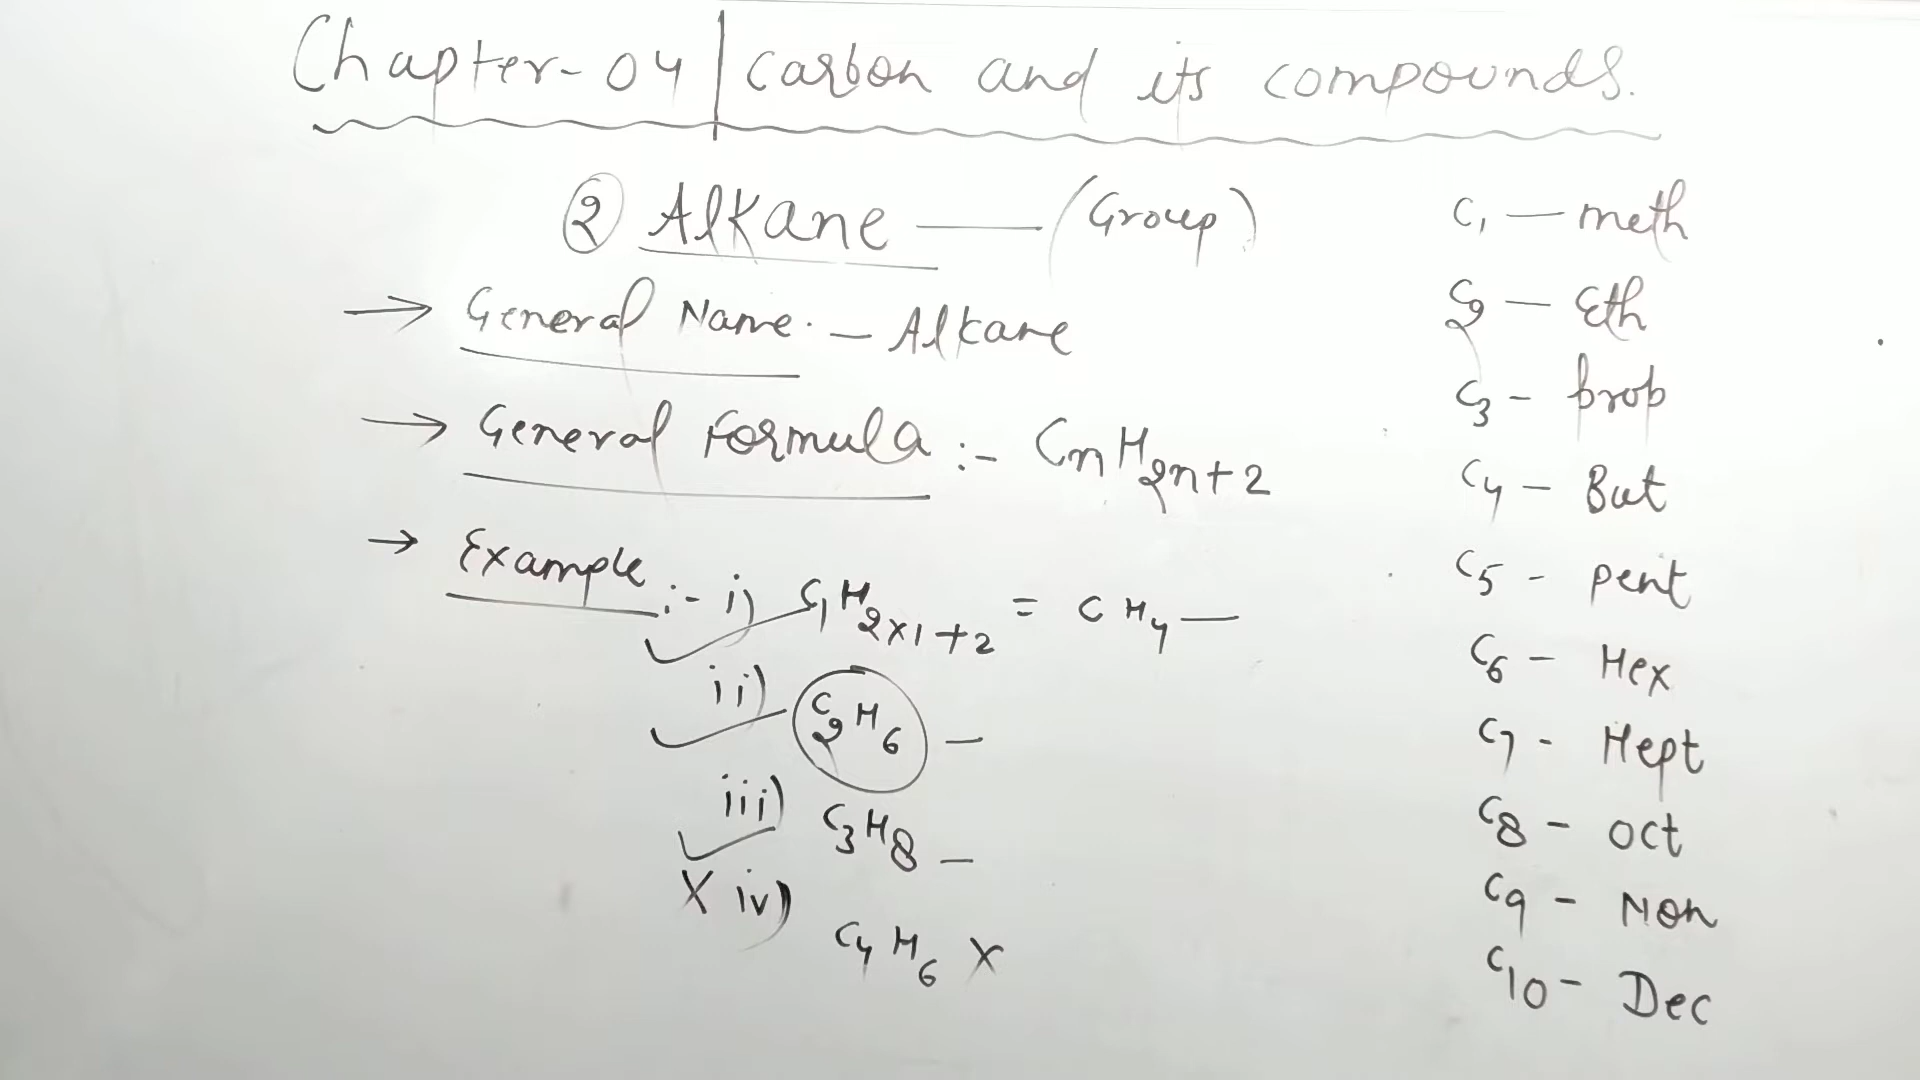 Chapter-04 | Carbon and its compounds.
② Alkane — (Group)
→ General Name. - Alkane
→ General Formula :- CnH2n+2
→ Example :- i) C1H2x1+2 = CH4 —
ii) C2H6 —
iii) C3H8 —
X iv) C4H6 X
C1 — meth
C2 — Eth
C3 - prop
C4 - But
C5 - pent
C6 - Hex
C7 - Hept
C8 - oct
C9 - Non
C10 - Dec